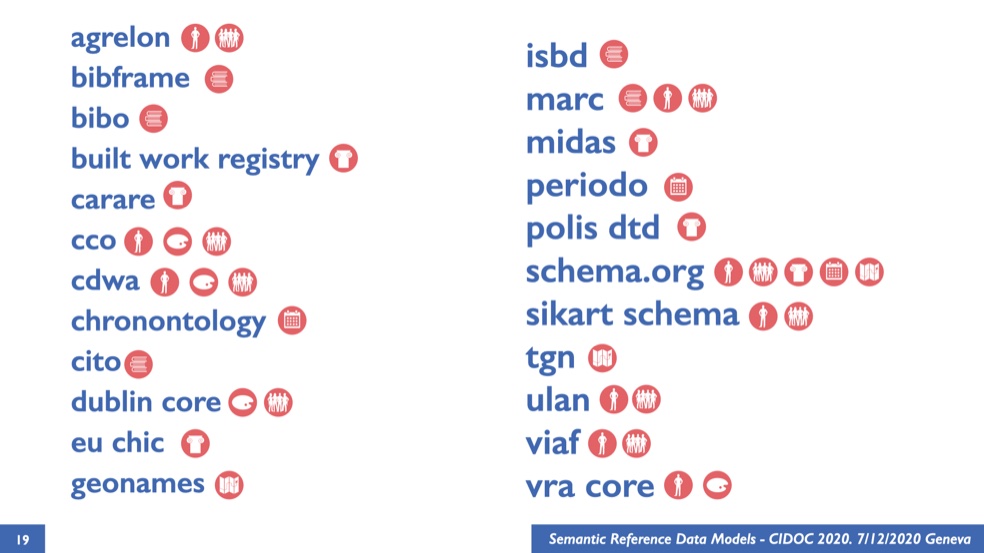 agrelon
bibframe
bibo
built work registry
carare
cco
cdwa
chronontology
cito
dublin core
eu chic
geonames
isbd
marc
midas
periodo
polis dtd
schema.org
sikart schema
tgn
ulan
viaf
vra core
19
Semantic Reference Data Models - CIDOC 2020. 7/12/2020 Geneva